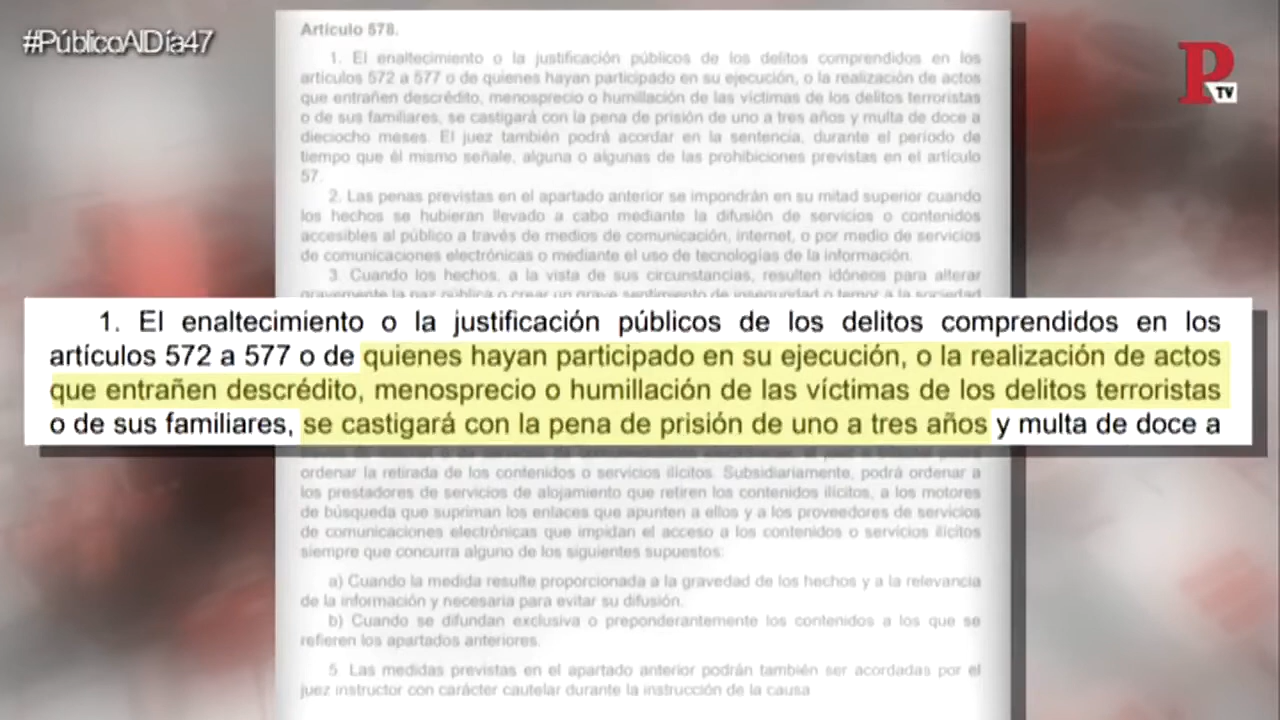 #PúblicoAlDía47
P
TV
Artículo 578.
1. El enaltecimiento o la justificación públicos de los delitos comprendidos en los
artículos 572 a 577 o de quienes hayan participado en su ejecución, o la realización de actos
que entrañen descrédito, menosprecio o humillación de las víctimas de los delitos terroristas
o de sus familiares, se castigará con la pena de prisión de uno a tres años y multa de doce a
dieciocho meses. El juez también podrá acordar en la sentencia, durante el período de
tiempo que él mismo señale, alguna o algunas de las prohibiciones previstas en el artículo
57.
2. Las penas previstas en el apartado anterior se impondrán en su mitad superior cuando
los hechos se hubieran llevado a cabo mediante la difusión de servicios o contenidos
accesibles al público a través de medios de comunicación, internet, o por medio de servicios
de comunicaciones electrónicas o mediante el uso de tecnologías de la información.
3. Cuando los hechos, a la vista de sus circunstancias, resulten idóneos para alterar
gravemente la paz pública o crear un grave sentimiento de inseguridad o temor a la sociedad
1. El enaltecimiento o la justificación públicos de los delitos comprendidos en los
artículos 572 a 577 o de quienes hayan participado en su ejecución, o la realización de actos
que entrañen descrédito, menosprecio o humillación de las víctimas de los delitos terroristas
o de sus familiares, se castigará con la pena de prisión de uno a tres años y multa de doce a
ordenar la retirada de los contenidos o servicios ilícitos. Subsidiariamente, podrá ordenar a
los prestadores de servicios de alojamiento que retiren los contenidos ilícitos, a los motores
de búsqueda que supriman los enlaces que apunten a ellos y a los proveedores de servicios
de comunicaciones electrónicas que impidan el acceso a los contenidos o servicios ilícitos
siempre que concurra alguno de los siguientes supuestos:
a) Cuando la medida resulte proporcionada a la gravedad de los hechos y a la relevancia
de la información y necesaria para evitar su difusión.
b) Cuando se difundan exclusiva o preponderantemente los contenidos a los que se
refieren los apartados anteriores.
5. Las medidas previstas en el apartado anterior podrán también ser acordadas por el
juez instructor con carácter cautelar durante la instrucción de la causa